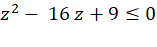 z² − 16 z + 9 ≤ 0